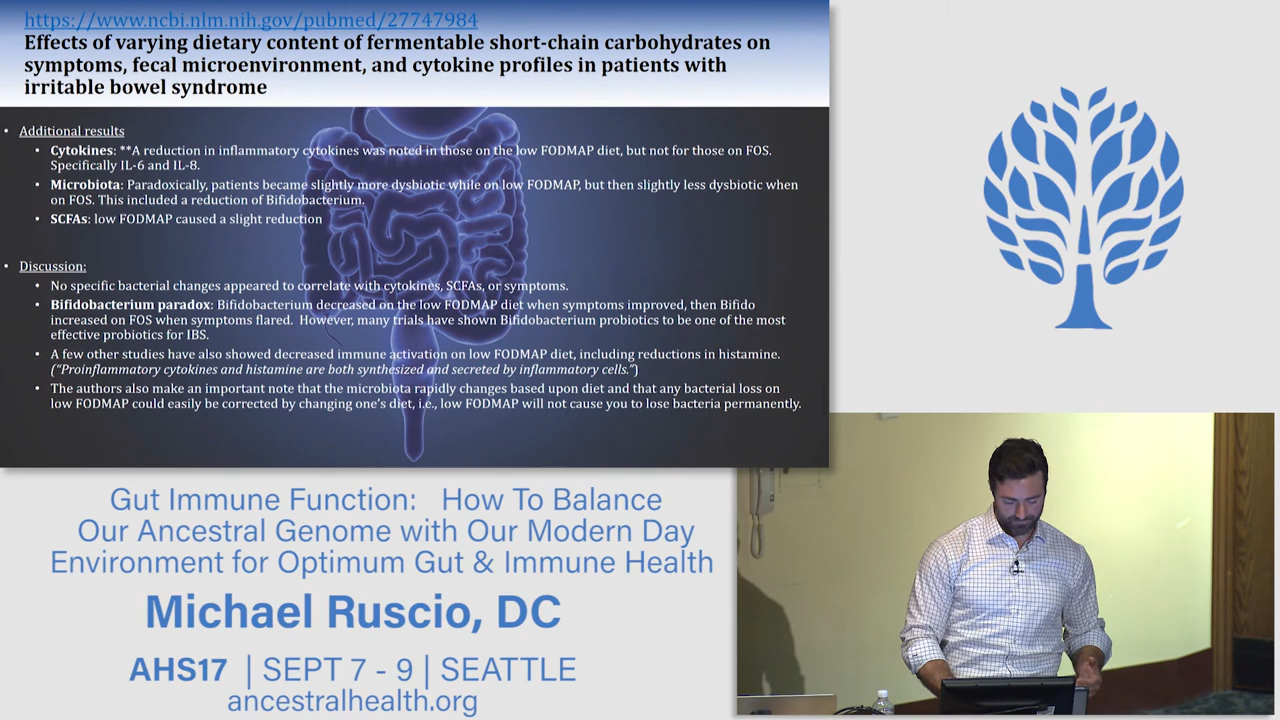 https://www.ncbi.nlm.nih.gov/pubmed/27747984
Effects of varying dietary content of fermentable short-chain carbohydrates on
symptoms, fecal microenvironment, and cytokine profiles in patients with
irritable bowel syndrome
• Additional results
• Cytokines: **A reduction in inflammatory cytokines was noted in those on the low FODMAP diet, but not for those on FOS.
Specifically IL-6 and IL-8.
• Microbiota: Paradoxically, patients became slightly more dysbiotic while on low FODMAP, but then slightly less dysbiotic when
on FOS. This included a reduction of Bifidobacterium.
• SCFAs: low FODMAP caused a slight reduction
• Discussion:
• No specific bacterial changes appeared to correlate with cytokines, SCFAs, or symptoms.
• Bifidobacterium paradox: Bifidobacterium decreased on the low FODMAP diet when symptoms improved, then Bifido
increased on FOS when symptoms flared. However, many trials have shown Bifidobacterium probiotics to be one of the most
effective probiotics for IBS.
• A few other studies have also showed decreased immune activation on low FODMAP diet, including reductions in histamine.
("Proinflammatory cytokines and histamine are both synthesized and secreted by inflammatory cells.")
• The authors also make an important note that the microbiota rapidly changes based upon diet and that any bacterial loss on
low FODMAP could easily be corrected by changing one's diet, i.e., low FODMAP will not cause you to lose bacteria permanently.
Gut Immune Function: How To Balance
Our Ancestral Genome with Our Modern Day
Environment for Optimum Gut & Immune Health
Michael Ruscio, DC
AHS17 | SEPT 7 - 9 | SEATTLE
ancestralhealth.org